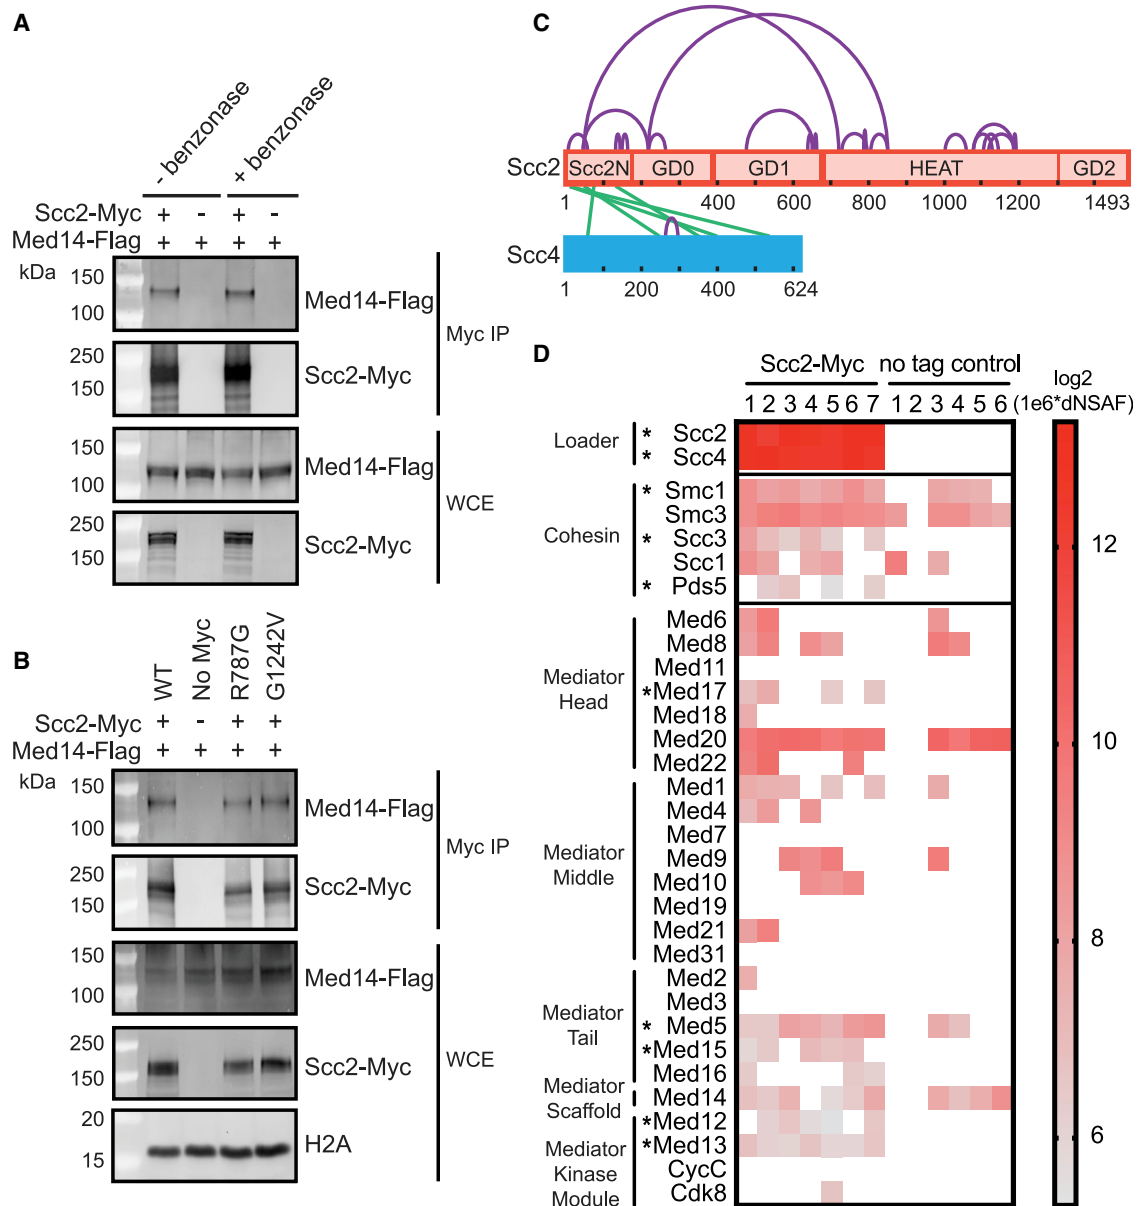 A
- benzonase
+ benzonase
Scc2-Myc + - + -
Med14-Flag + + + +
kDa
150
100
Med14-Flag
250
150
Scc2-Myc
Myc IP
150
100
Med14-Flag
250
150
Scc2-Myc
WCE
B
WT
No Myc
R787G
G1242V
Scc2-Myc + - + +
Med14-Flag + + + +
kDa
150
100
Med14-Flag
250
150
Scc2-Myc
Myc IP
150
100
Med14-Flag
250
150
Scc2-Myc
20
15
H2A
WCE
C
Scc2 Scc2N GD0 GD1 HEAT GD2
1 400 600 800 1000 1200 1493
Scc4
1 200 400 624
D
Scc2-Myc no tag control
1 2 3 4 5 6 7 1 2 3 4 5 6
log2
(1e6*dNSAF)
12
10
8
6
Loader
* Scc2
* Scc4
Cohesin
* Smc1
Smc3
* Scc3
Scc1
* Pds5
Mediator
Head
Med6
Med8
Med11
*Med17
Med18
Med20
Med22
Mediator
Middle
Med1
Med4
Med7
Med9
Med10
Med19
Med21
Med31
Mediator
Tail
Med2
Med3
* Med5
*Med15
Med16
Mediator
Scaffold
Med14
Mediator
Kinase
Module
*Med12
*Med13
CycC
Cdk8